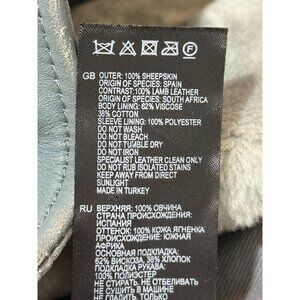 GB OUTER: 100% SHEEPSKIN
ORIGIN OF SPECIES: SPAIN
CONTRAST:100% LAMB LEATHER
ORIGIN OF SPECIES: SOUTH AFRICA
BODY LINING: 62% VISCOSE
38% COTTON
SLEEVE LINING: 100% POLYESTER
DO NOT WASH
DO NOT BLEACH
DO NOT TUMBLE DRY
DO NOT IRON
SPECIALIST LEATHER CLEAN ONLY
DO NOT RUB ISOLATED STAINS
KEEP AWAY FROM DIRECT
SUNLIGHT
MADE IN TURKEY
RU ВЕРХНЯЯ: 100% ОВЧИНА
СТРАНА ПРОИСХОЖДЕНИЯ:
ИСПАНИЯ
ОТТЕНОК: 100% КОЖА ЯГНЕНКА
ПРОИСХОЖДЕНИЕ: ЮЖНАЯ
АФРИКА
ОСНОВНАЯ ПОДКЛАДКА:
62% ВИСКОЗА, 38% ХЛОПОК
ПОДКЛАДКА РУКАВА:
100% ПОЛИЭСТЕР
НЕ СТИРАТЬ, НЕ ОТБЕЛИВАТЬ
НЕ СУШИТЬ В МАШИНЕ